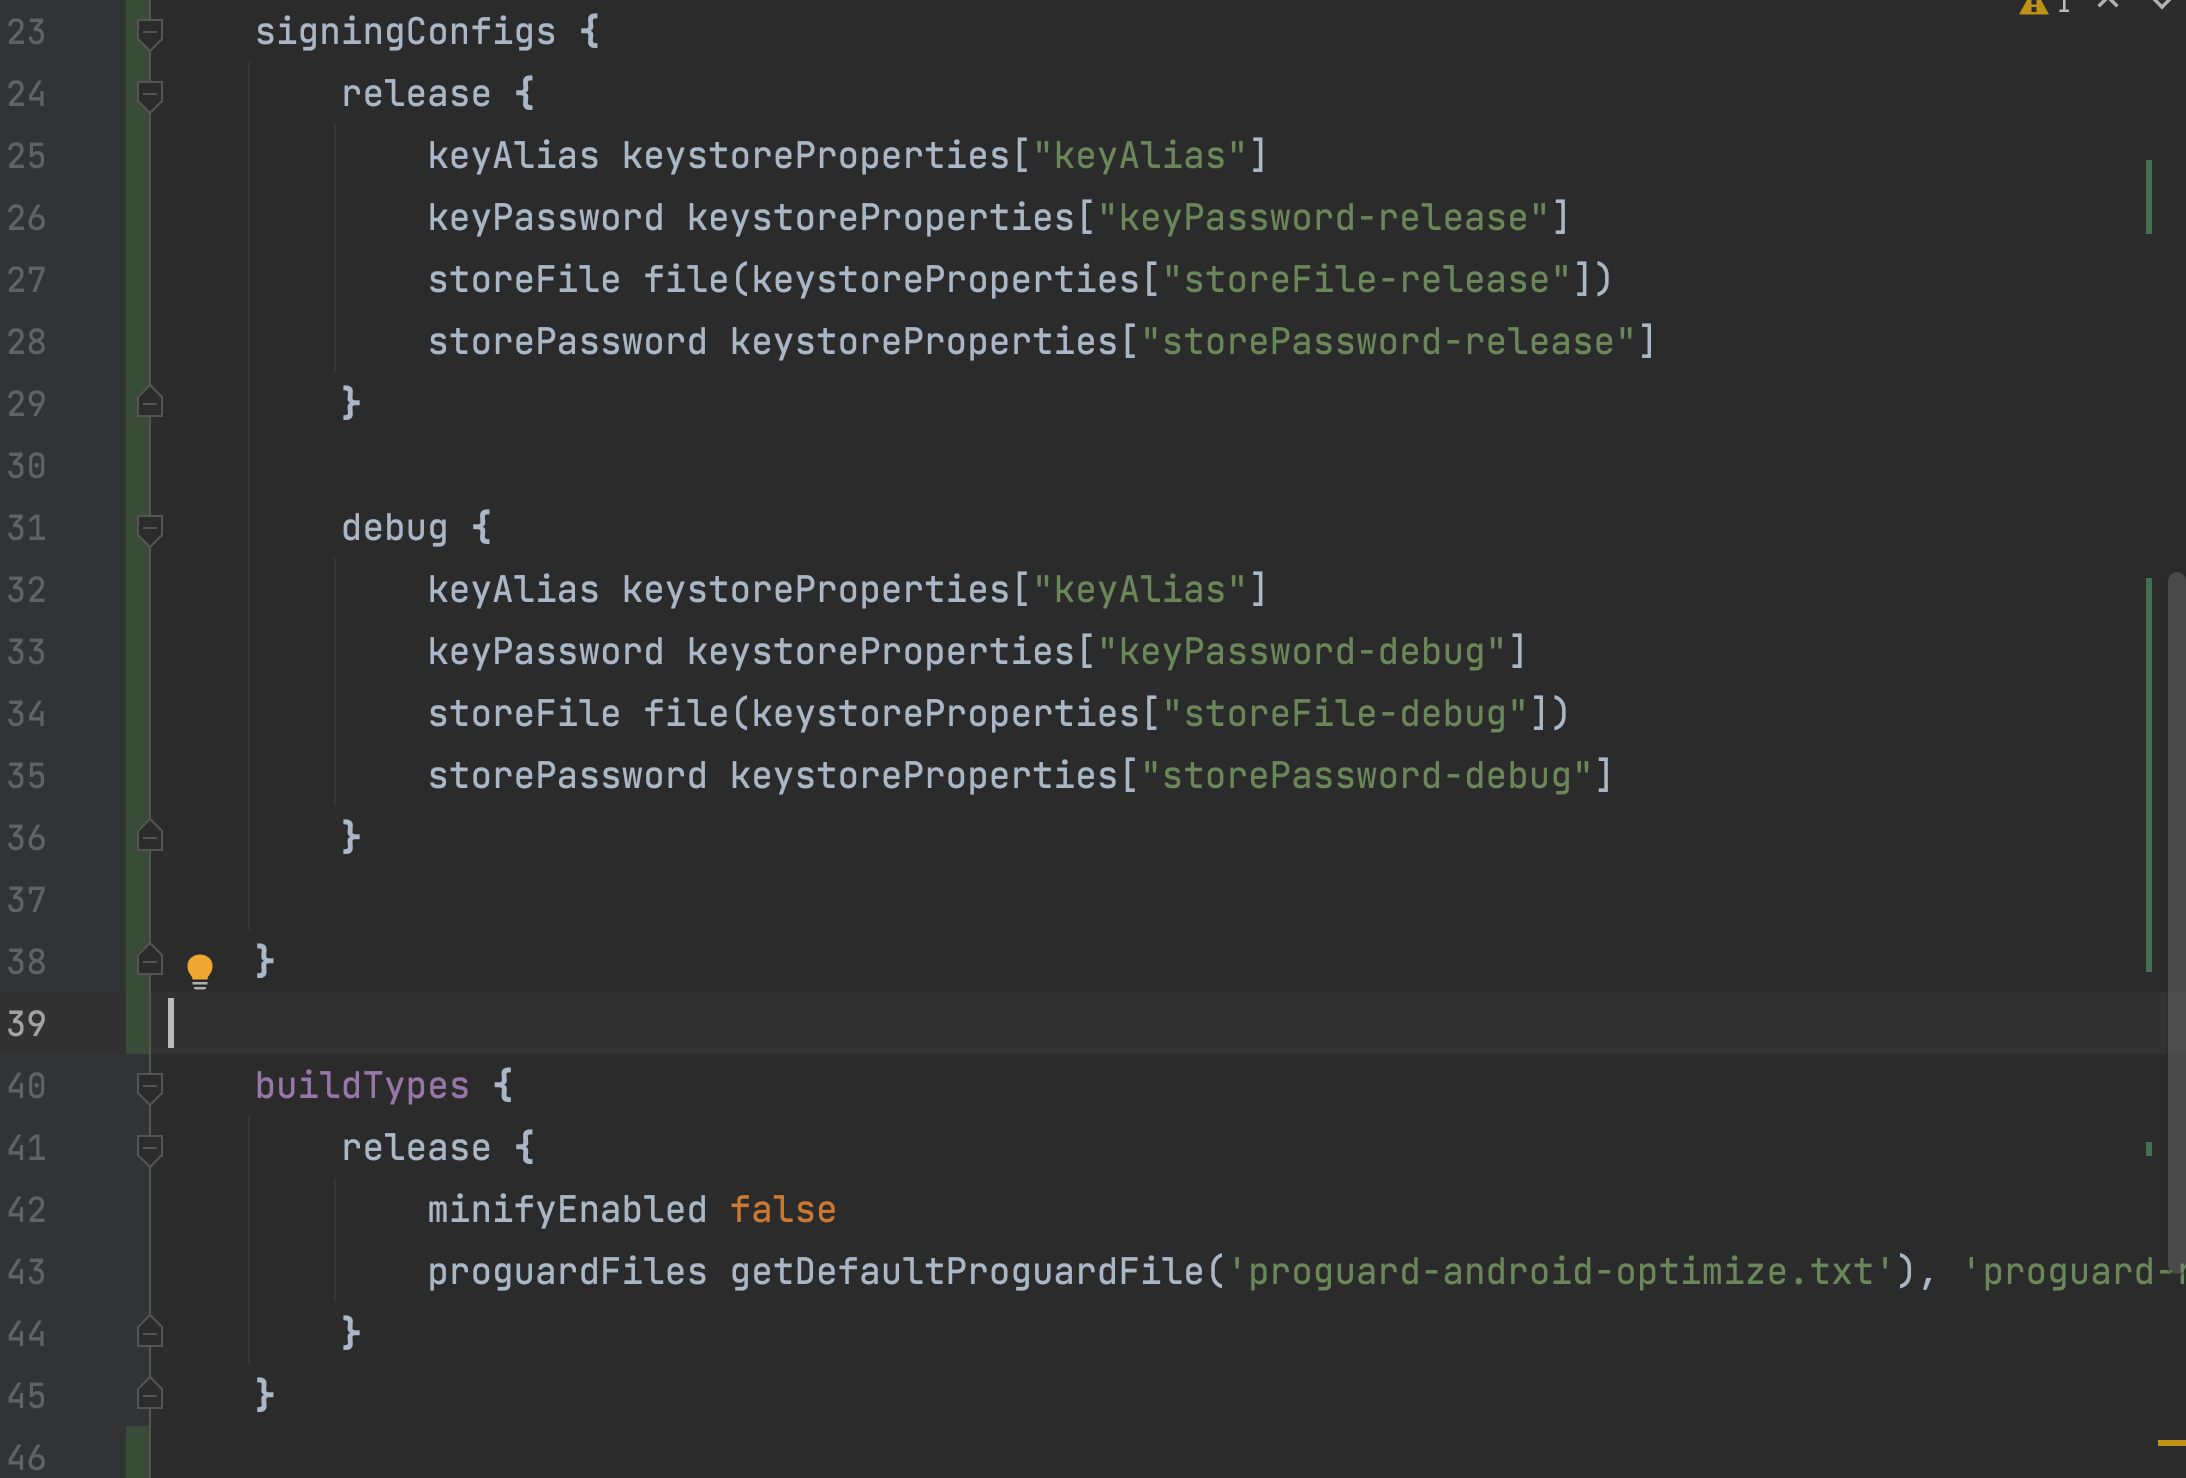 23 signingConfigs {
24 release {
25 keyAlias keystoreProperties["keyAlias"]
26 keyPassword keystoreProperties["keyPassword-release"]
27 storeFile file(keystoreProperties["storeFile-release"])
28 storePassword keystoreProperties["storePassword-release"]
29 }
30
31 debug {
32 keyAlias keystoreProperties["keyAlias"]
33 keyPassword keystoreProperties["keyPassword-debug"]
34 storeFile file(keystoreProperties["storeFile-debug"])
35 storePassword keystoreProperties["storePassword-debug"]
36 }
37
38 }
39
40 buildTypes {
41 release {
42 minifyEnabled false
43 proguardFiles getDefaultProguardFile('proguard-android-optimize.txt'), 'proguard-
44 }
45 }
46